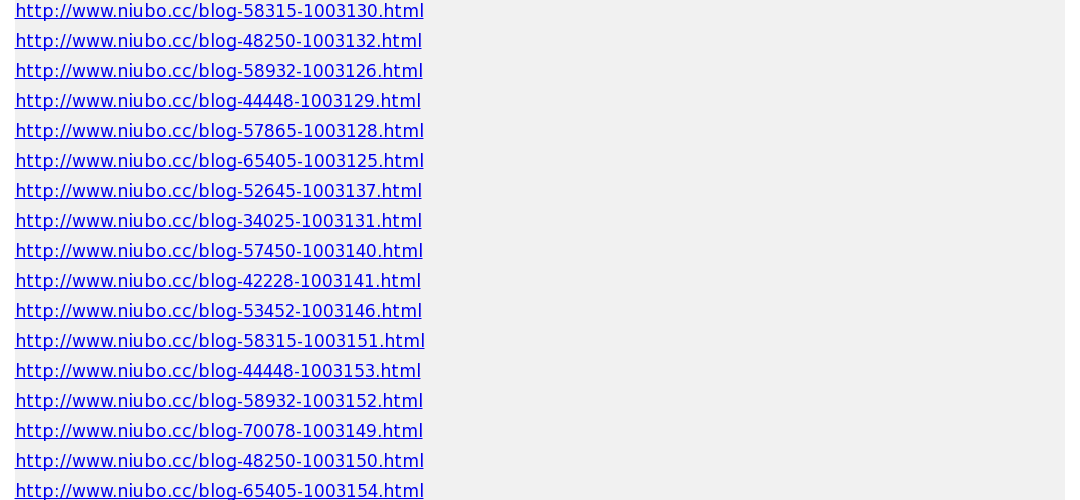 http://www.niubo.cc/blog-58315-1003130.html
http://www.niubo.cc/blog-48250-1003132.html
http://www.niubo.cc/blog-58932-1003126.html
http://www.niubo.cc/blog-44448-1003129.html
http://www.niubo.cc/blog-57865-1003128.html
http://www.niubo.cc/blog-65405-1003125.html
http://www.niubo.cc/blog-52645-1003137.html
http://www.niubo.cc/blog-34025-1003131.html
http://www.niubo.cc/blog-57450-1003140.html
http://www.niubo.cc/blog-42228-1003141.html
http://www.niubo.cc/blog-53452-1003146.html
http://www.niubo.cc/blog-58315-1003151.html
http://www.niubo.cc/blog-44448-1003153.html
http://www.niubo.cc/blog-58932-1003152.html
http://www.niubo.cc/blog-70078-1003149.html
http://www.niubo.cc/blog-48250-1003150.html
http://www.niubo.cc/blog-65405-1003154.html